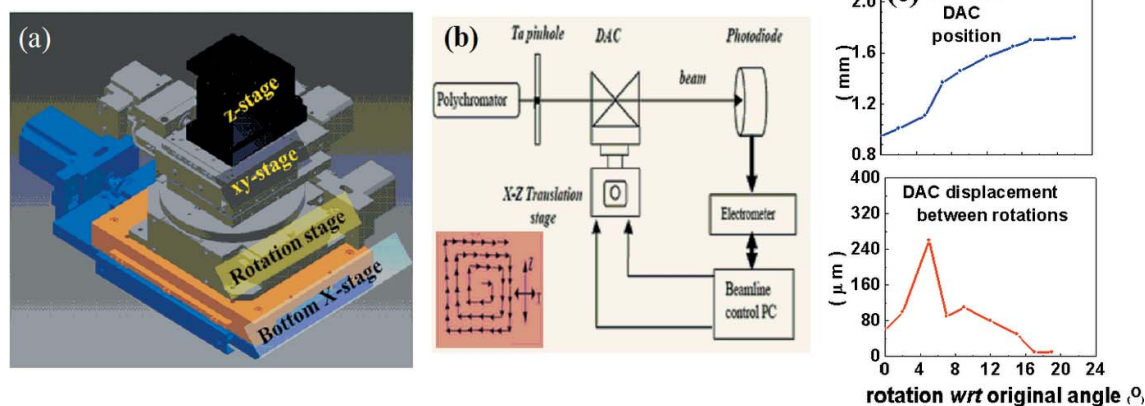 (a)
z-stage
xy-stage
Rotation stage
Bottom X-stage
(b)
Ta pinhole
DAC
Photodiode
beam
Polychromator
X-Z Translation
stage
Electrometer
Beamline
control PC
Z
2.0
DAC
position
1.6
( mm )
1.2
0.8
400
DAC displacement
between rotations
320
240
( μ m )
160
80
0
0 4 8 12 16 20 24
rotation wrt original angle (O)